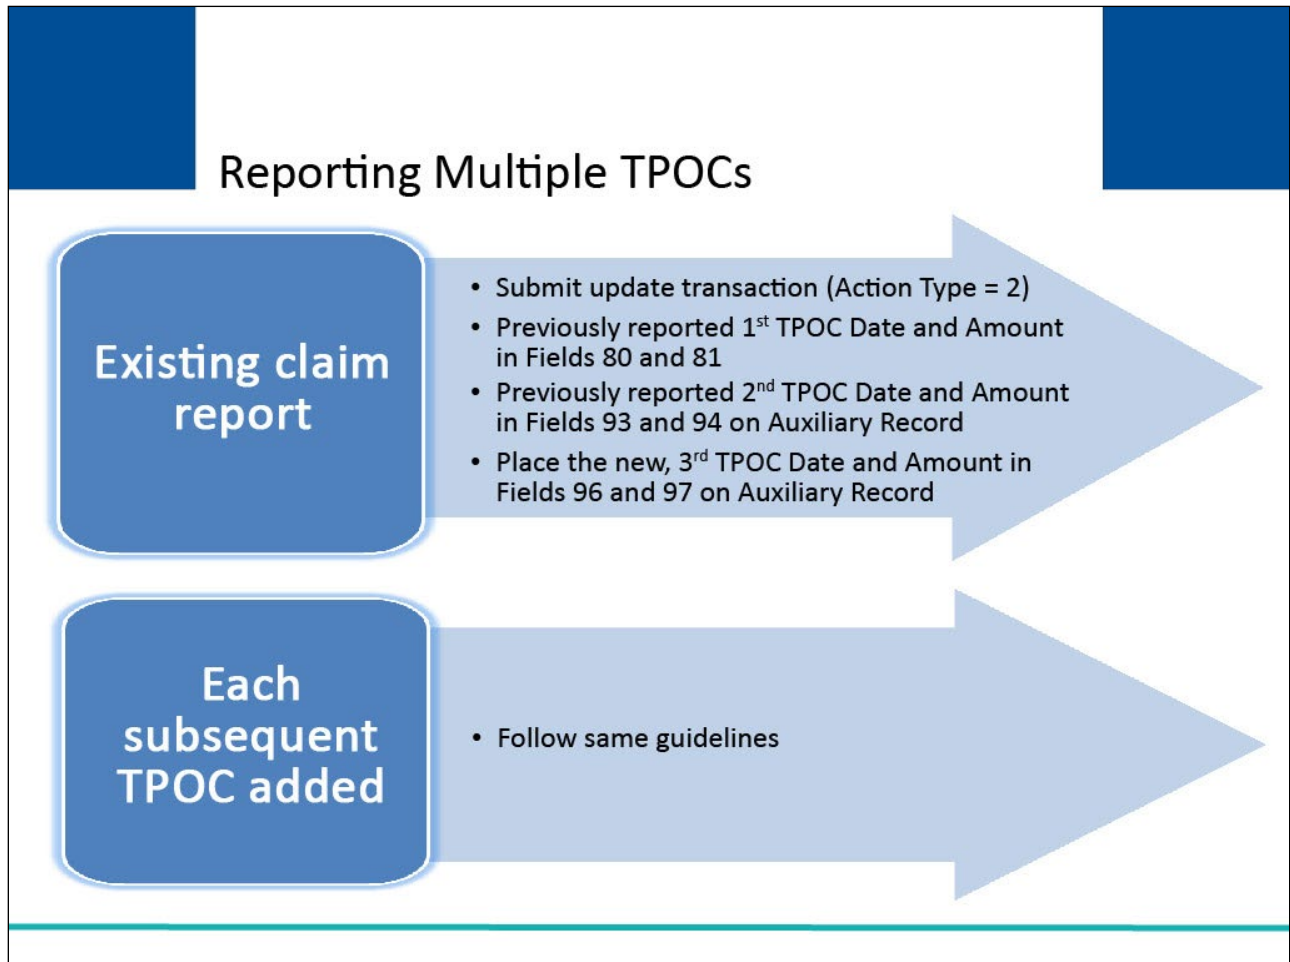 Reporting Multiple TPOCs
Existing claim
report
• Submit update transaction (Action Type = 2)
• Previously reported 1st TPOC Date and Amount
in Fields 80 and 81
• Previously reported 2nd TPOC Date and Amount
in Fields 93 and 94 on Auxiliary Record
• Place the new, 3rd TPOC Date and Amount in
Fields 96 and 97 on Auxiliary Record
Each
subsequent
TPOC added
• Follow same guidelines